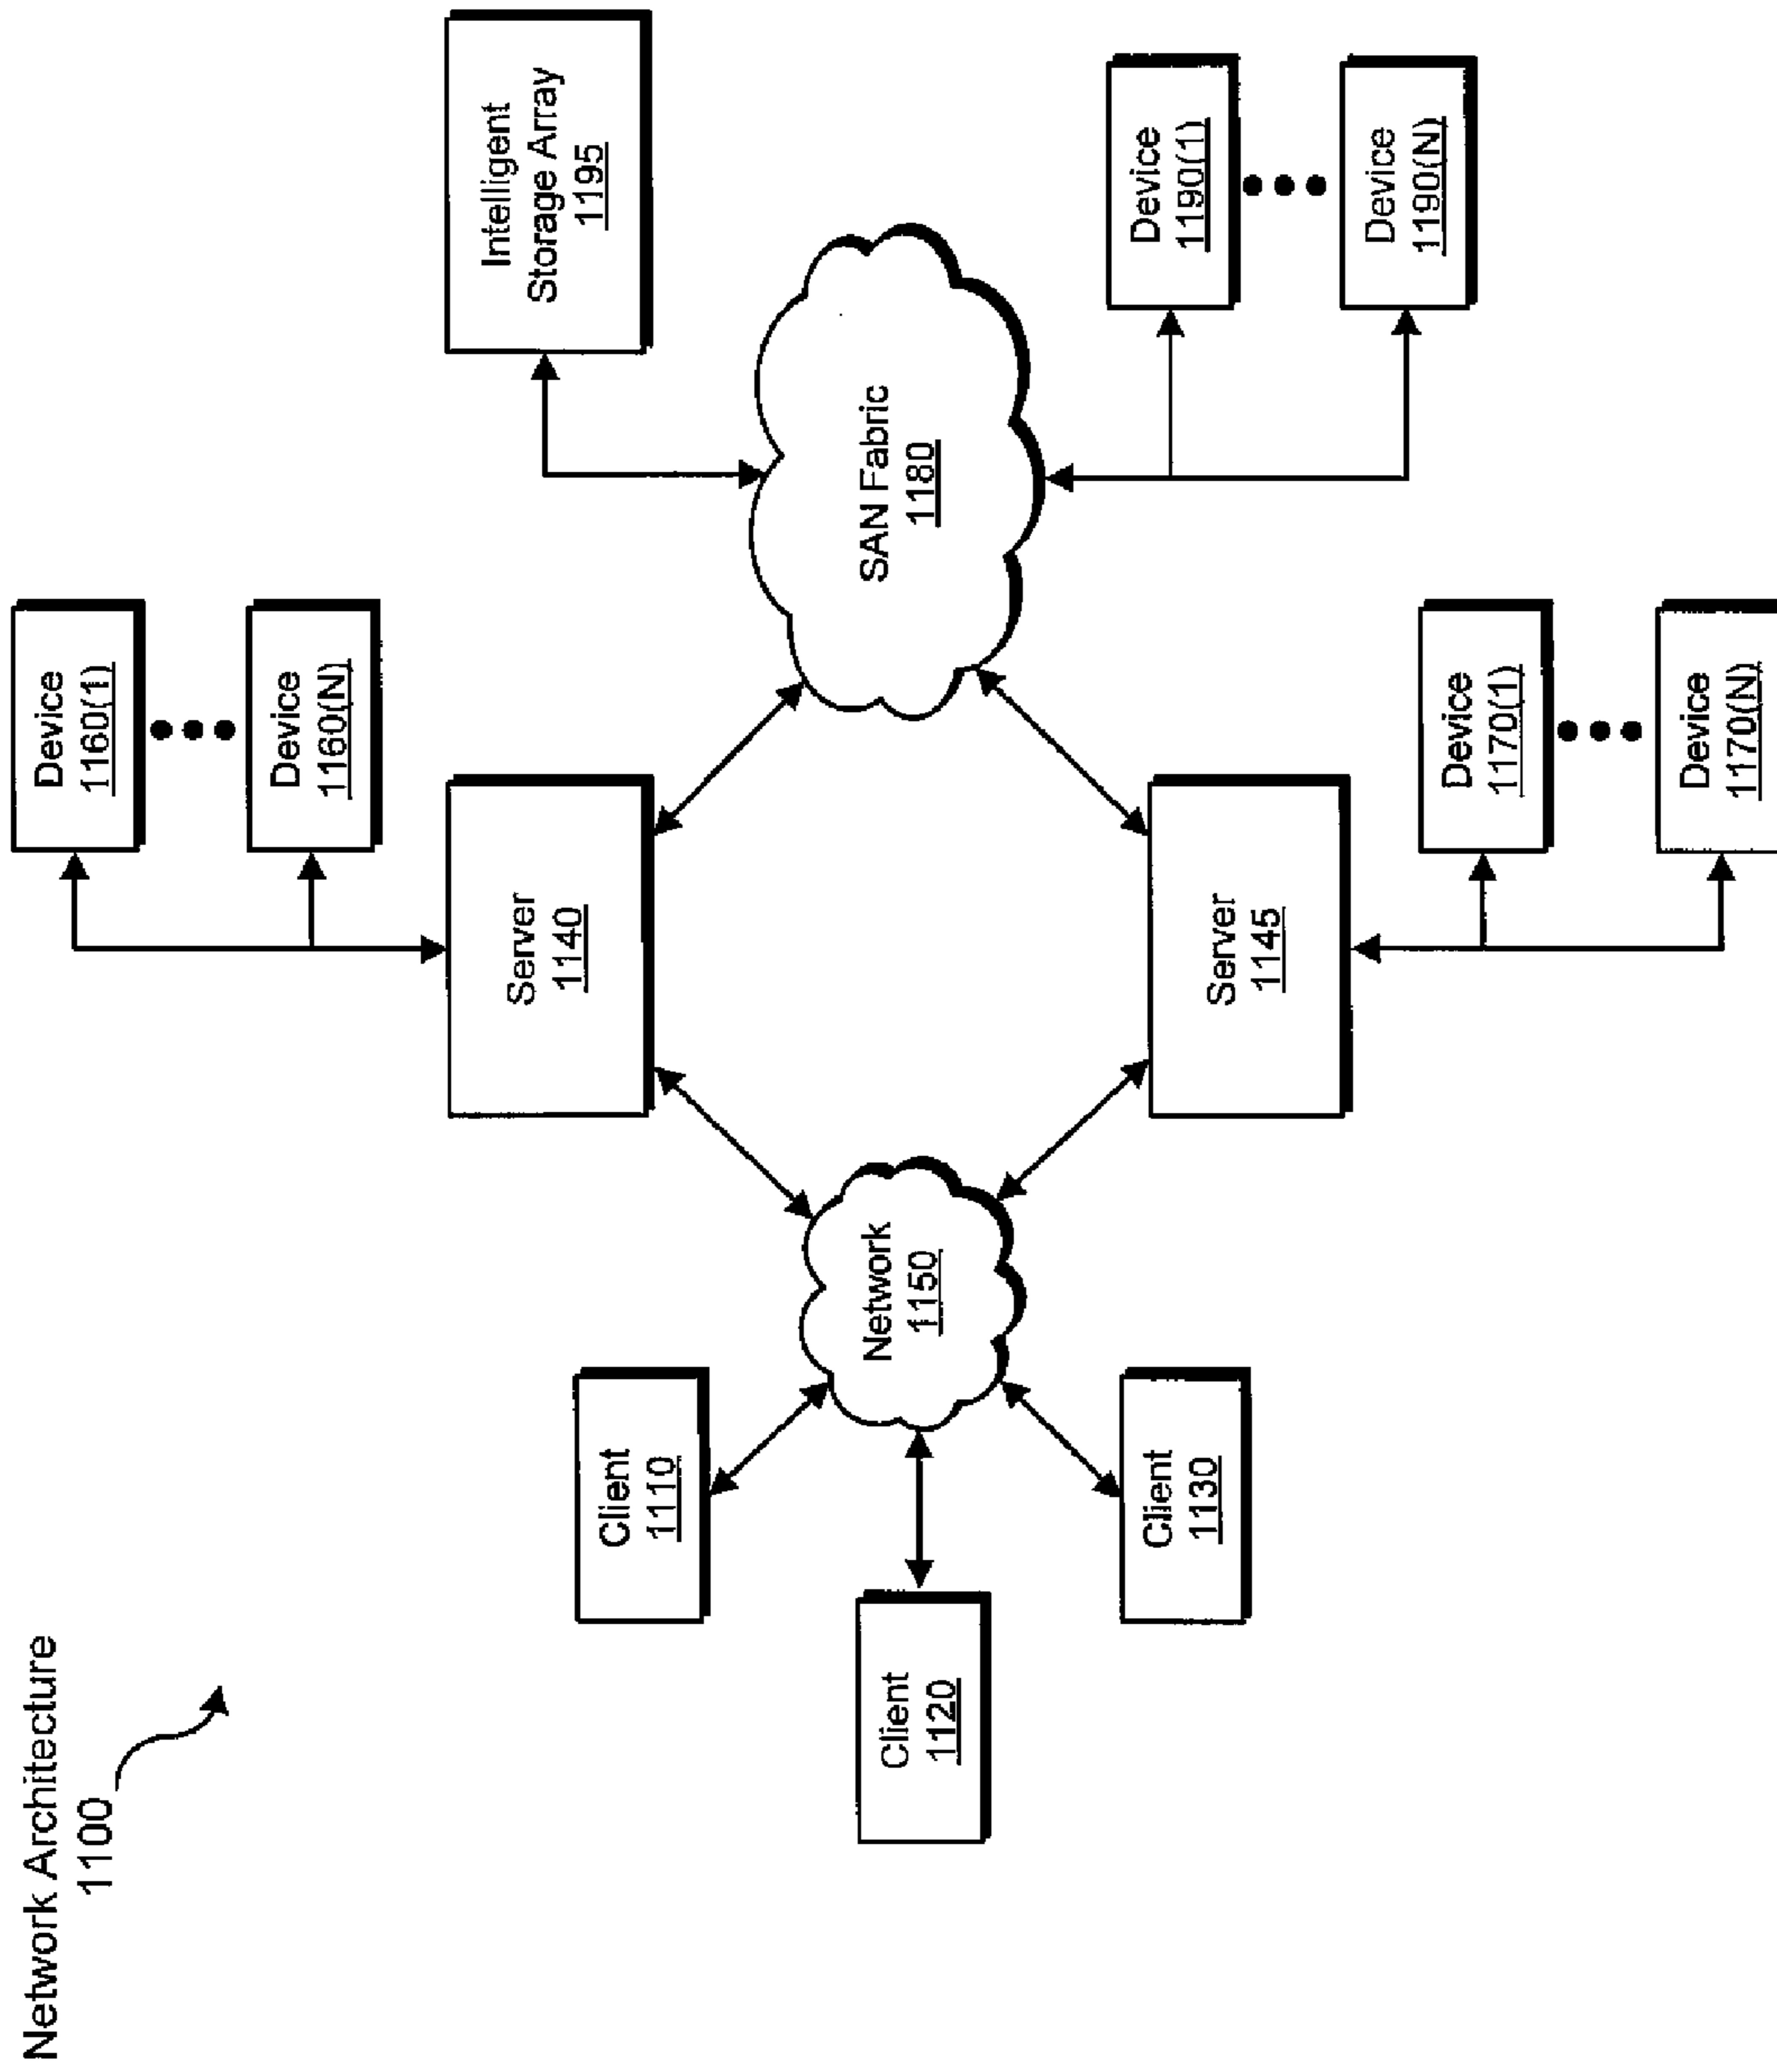 Network Architecture
1100
Device
1160(1)
Device
1160(N)
Intelligent
Storage Array
1195
Client
1110
Server
1140
Client
1120
Network
1150
SAN Fabric
1180
Client
1130
Server
1145
Device
1190(1)
Device
1190(N)
Device
1170(1)
Device
1170(N)